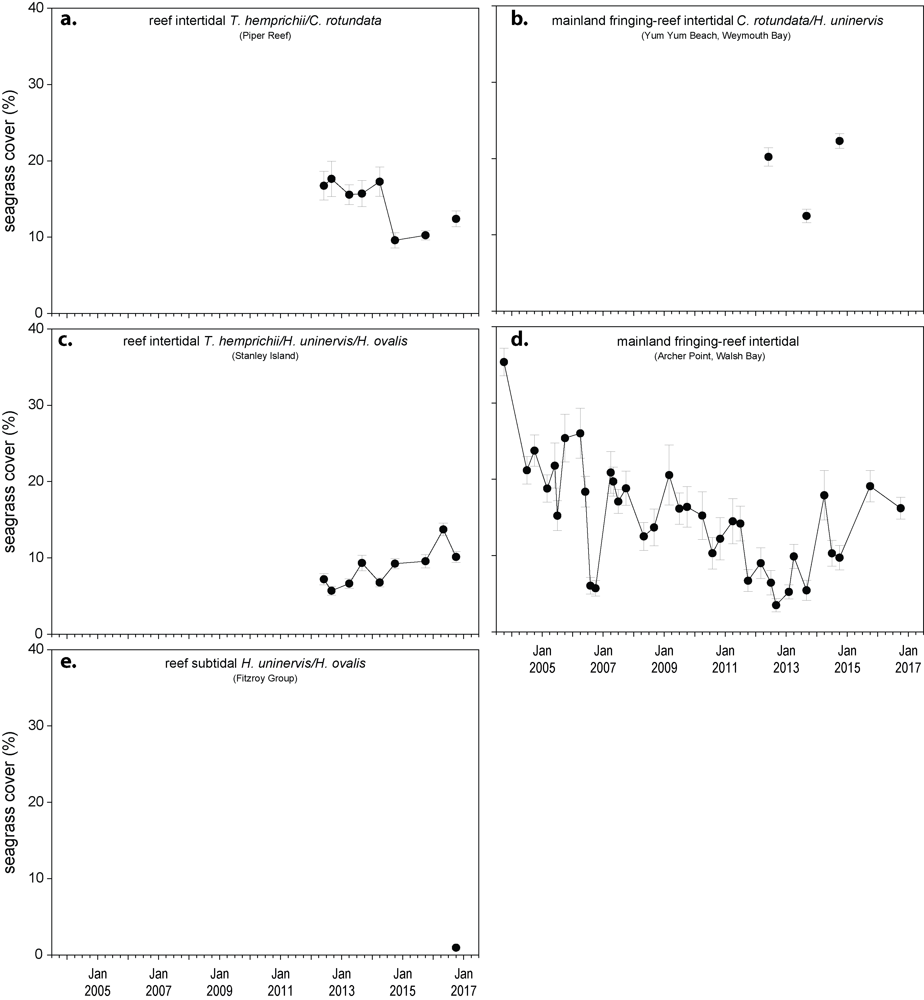 a. reef intertidal T. hemprichii/C. rotundata
(Piper Reef)
40
30
20
10
0
seagrass cover (%)
b. mainland fringing-reef intertidal C. rotundata/H. uninervis
(Yum Yum Beach, Weymouth Bay)
c. reef intertidal T. hemprichii/H. uninervis/H. ovalis
(Stanley Island)
40
30
20
10
0
seagrass cover (%)
d. mainland fringing-reef intertidal
(Archer Point, Walsh Bay)
Jan Jan Jan Jan Jan Jan Jan
2005 2007 2009 2011 2013 2015 2017
e. reef subtidal H. uninervis/H. ovalis
(Fitzroy Group)
40
30
20
10
0
seagrass cover (%)
Jan Jan Jan Jan Jan Jan Jan
2005 2007 2009 2011 2013 2015 2017